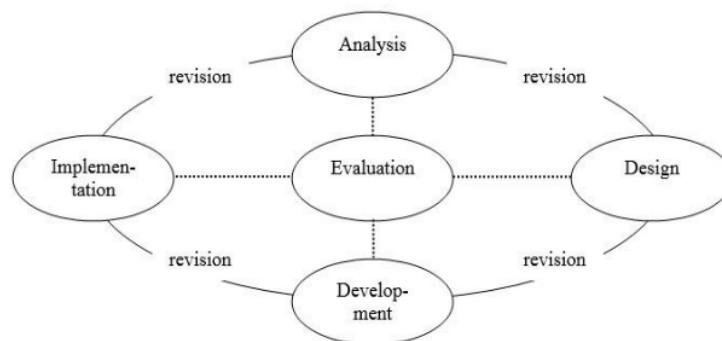 Analysis
revision
revision
Implemen-
tation
Evaluation
Design
revision
revision
Develop-
ment